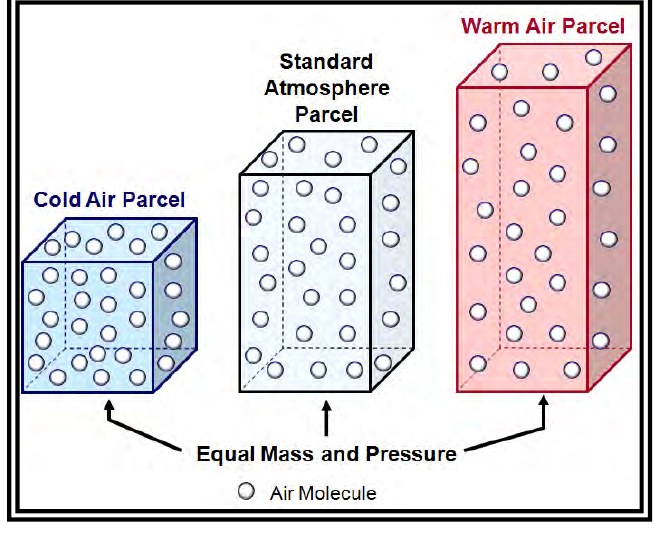 Warm Air Parcel
Standard
Atmosphere
Parcel
Cold Air Parcel
Equal Mass and Pressure
Air Molecule